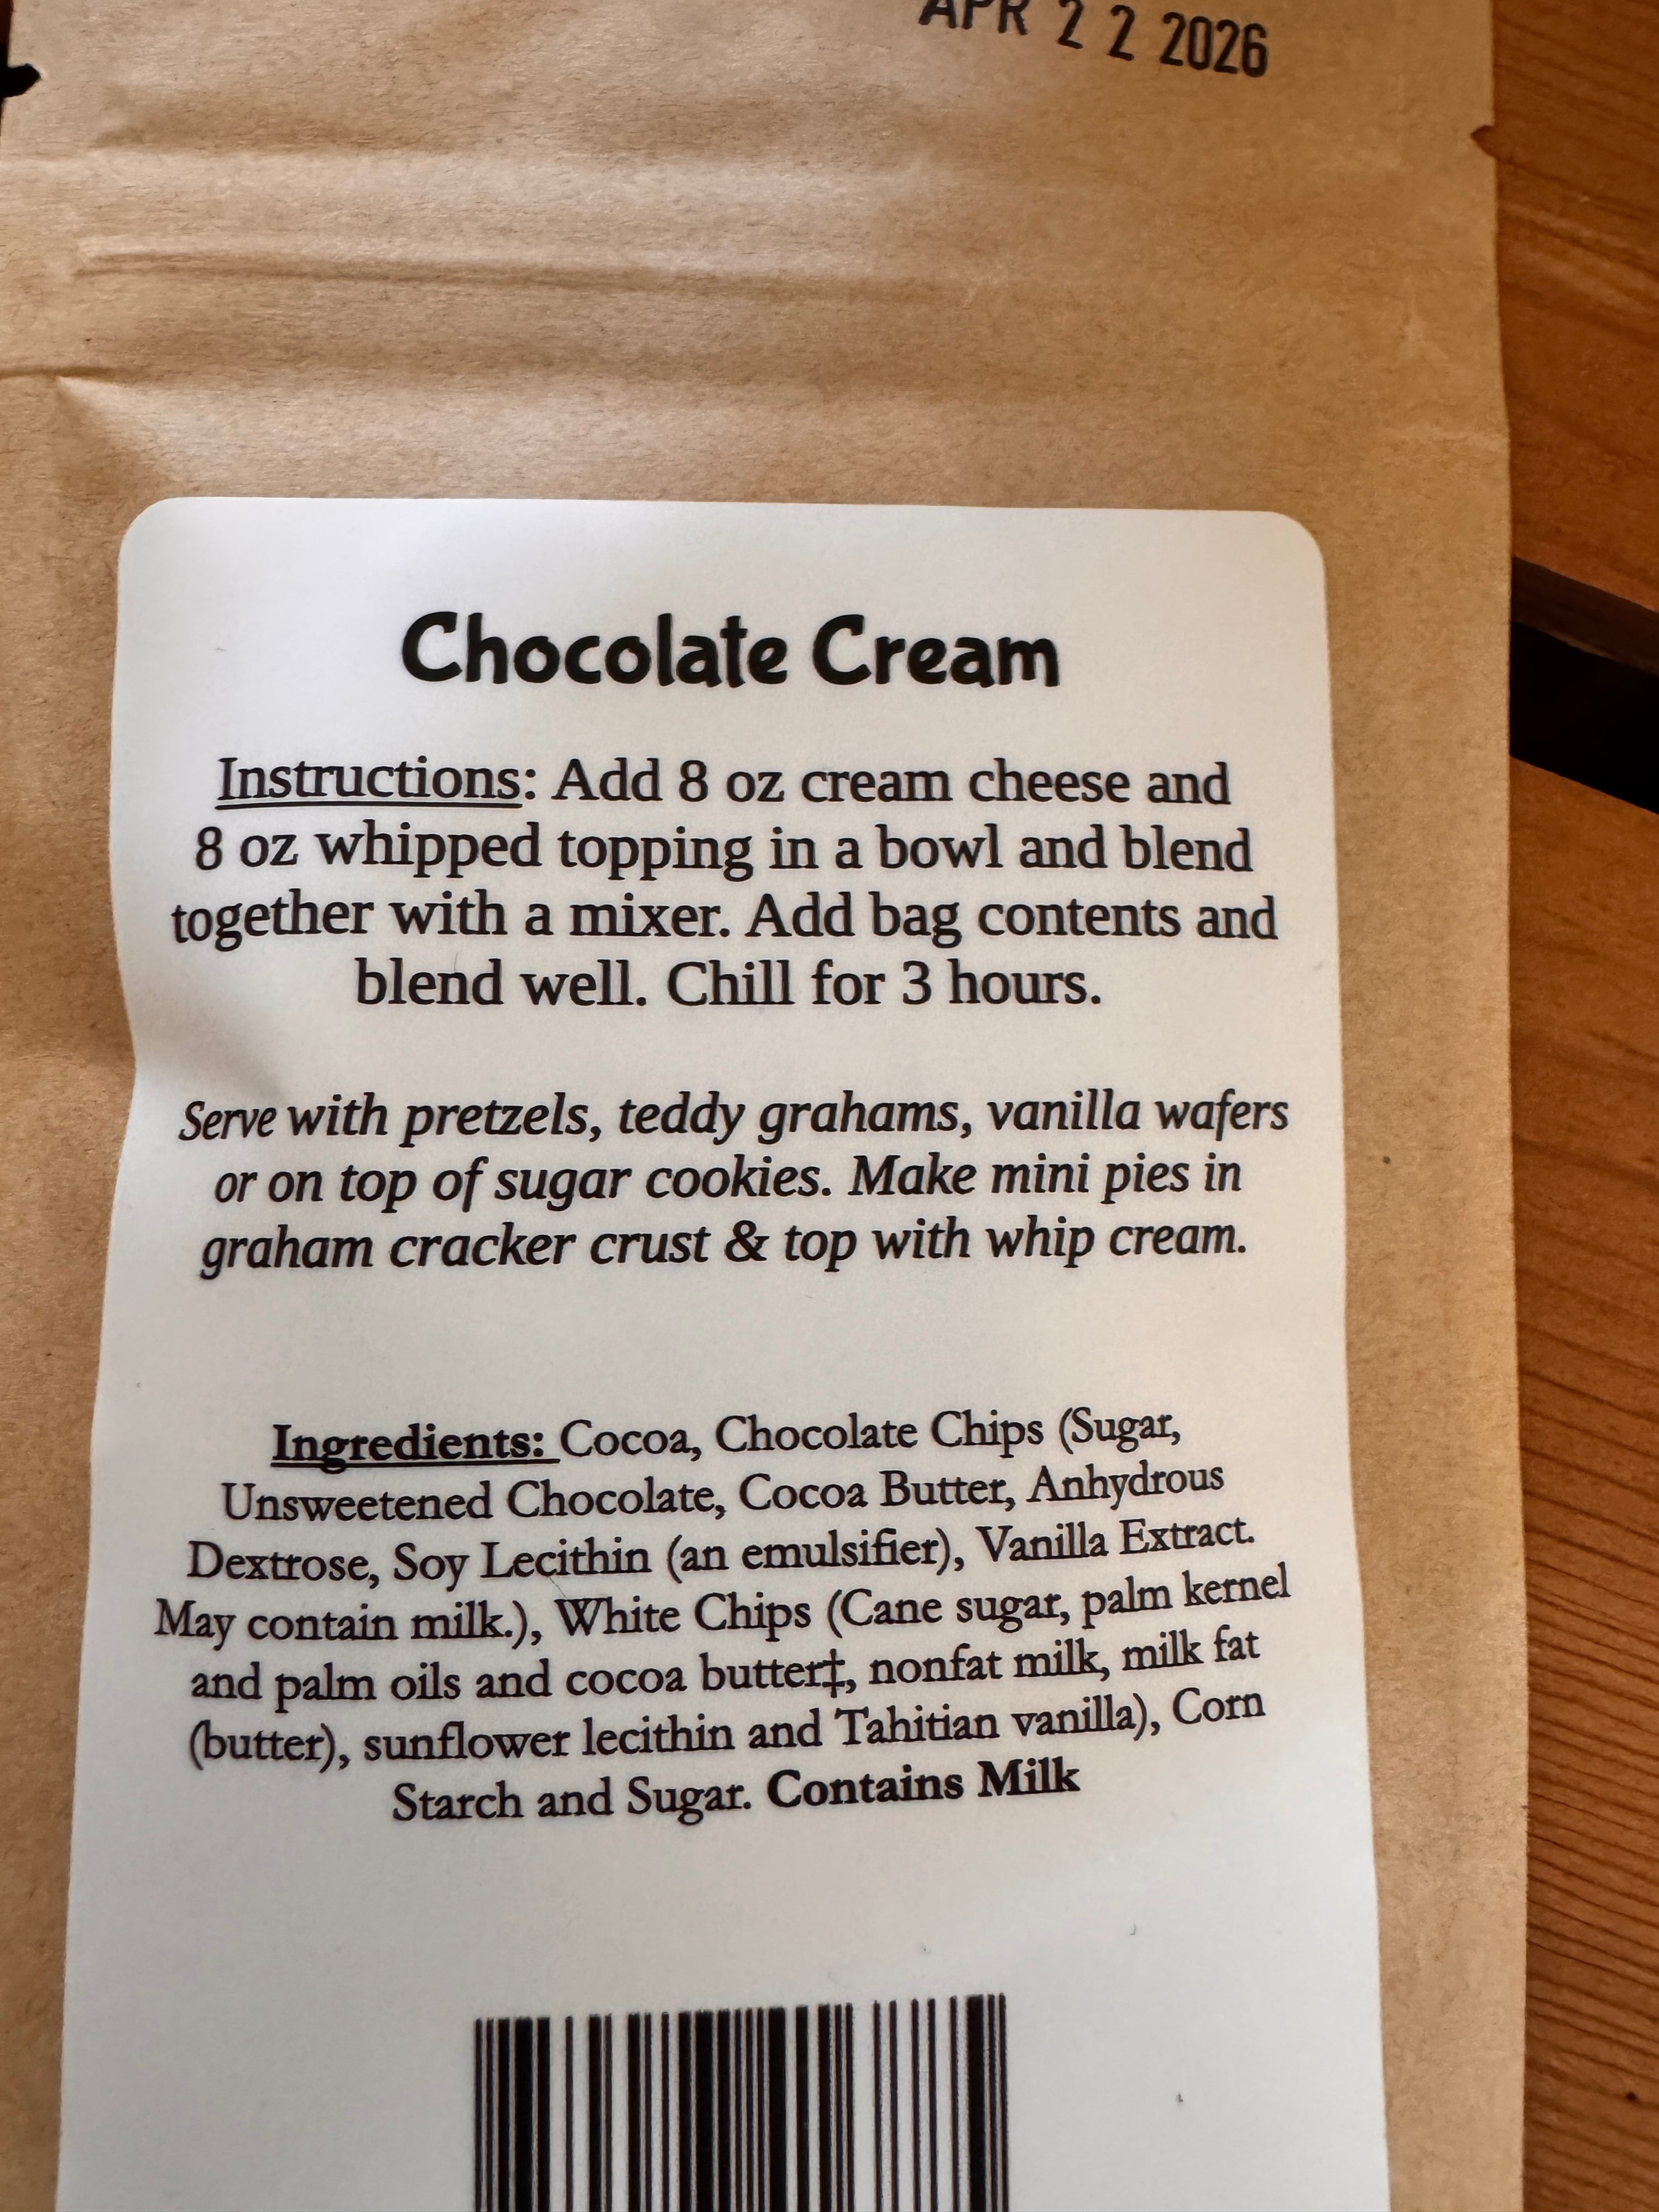 APR 2 2 2026
Chocolate Cream
Instructions: Add 8 oz cream cheese and
8 oz whipped topping in a bowl and blend
together with a mixer. Add bag contents and
blend well. Chill for 3 hours.
Serve with pretzels, teddy grahams, vanilla wafers
or on top of sugar cookies. Make mini pies in
graham cracker crust & top with whip cream.
Ingredients: Cocoa, Chocolate Chips (Sugar,
Unsweetened Chocolate, Cocoa Butter, Anhydrous
Dextrose, Soy Lecithin (an emulsifier), Vanilla Extract.
May contain milk.), White Chips (Cane sugar, palm kernel
and palm oils and cocoa butter‡, nonfat milk, milk fat
(butter), sunflower lecithin and Tahitian vanilla), Corn
Starch and Sugar. Contains Milk